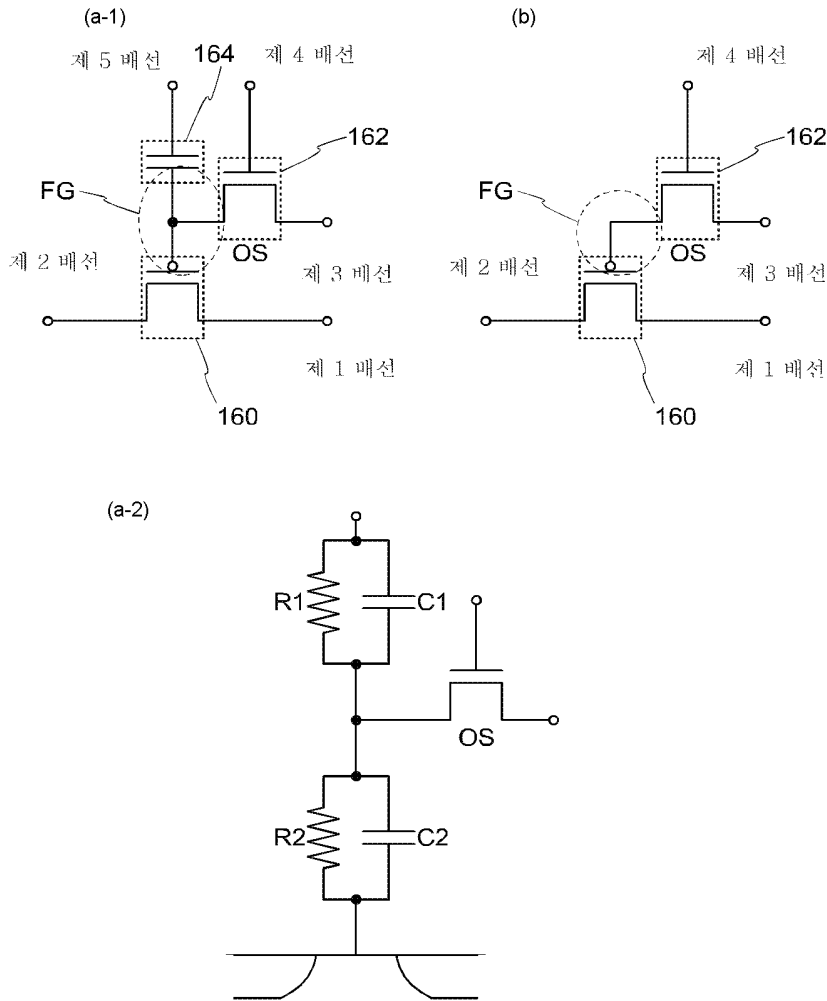 (a-1)
제 5 배선
164
제 4 배선
162
FG
OS
제 2 배선
제 3 배선
제 1 배선
160
(b)
제 4 배선
162
FG
OS
제 2 배선
제 3 배선
제 1 배선
160
(a-2)
R1
C1
OS
R2
C2